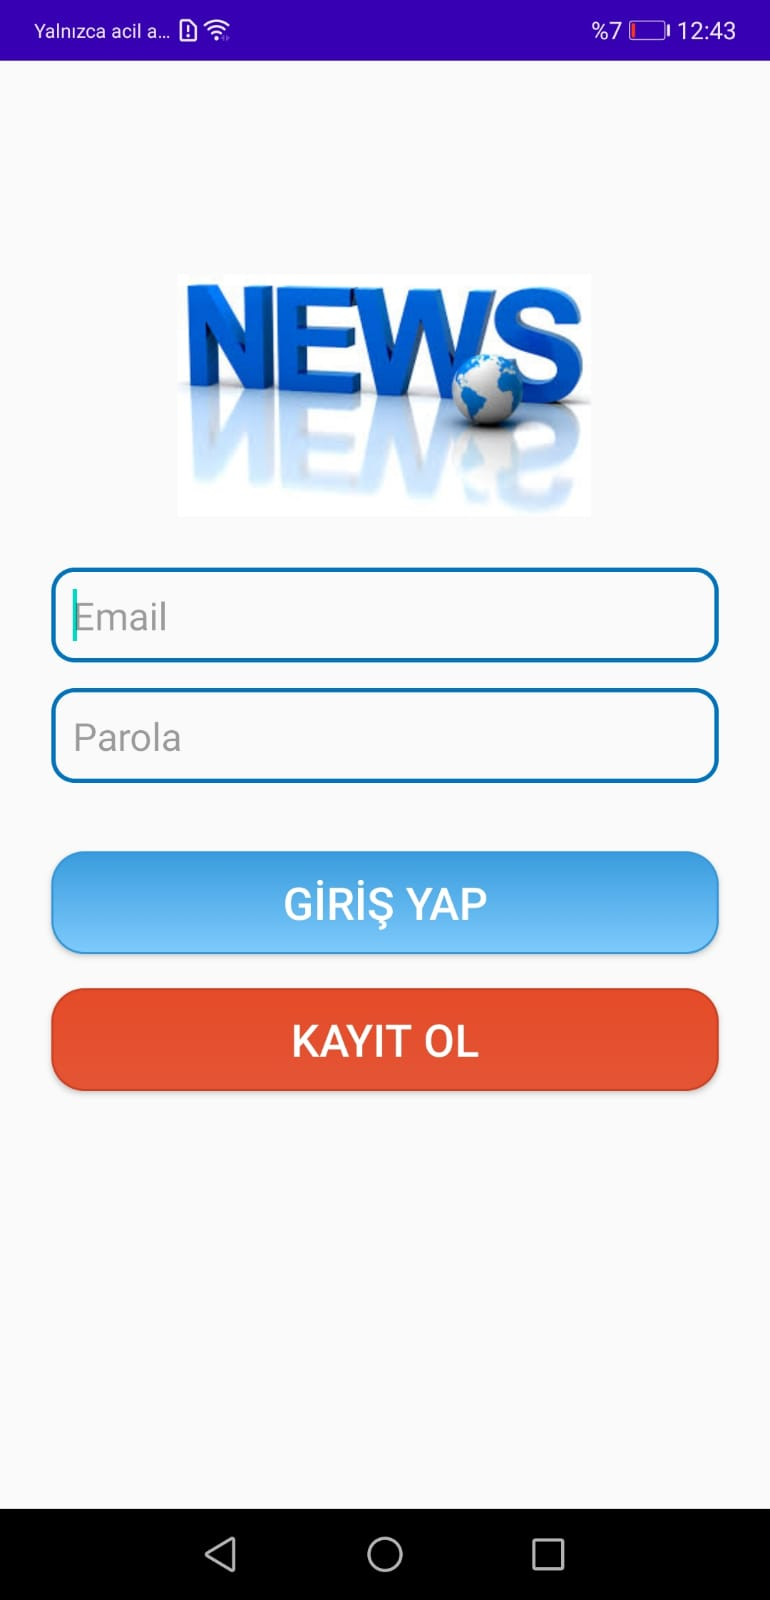 Yalnızca acil a... %7 12:43
NEWS
Email
Parola
GİRİŞ YAP
KAYIT OL